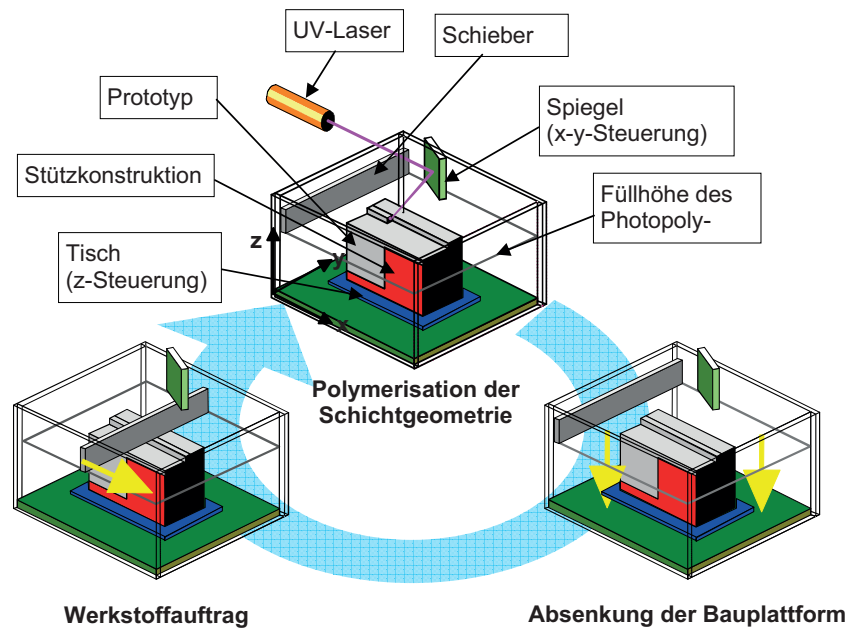 UV-Laser
Schieber
Prototyp
Spiegel
(x-y-Steuerung)
Stützkonstruktion
Füllhöhe des
Photopoly-
Tisch
(z-Steuerung)
z
y
x
Polymerisation der
Schichtgeometrie
Werkstoffauftrag
Absenkung der Bauplattform